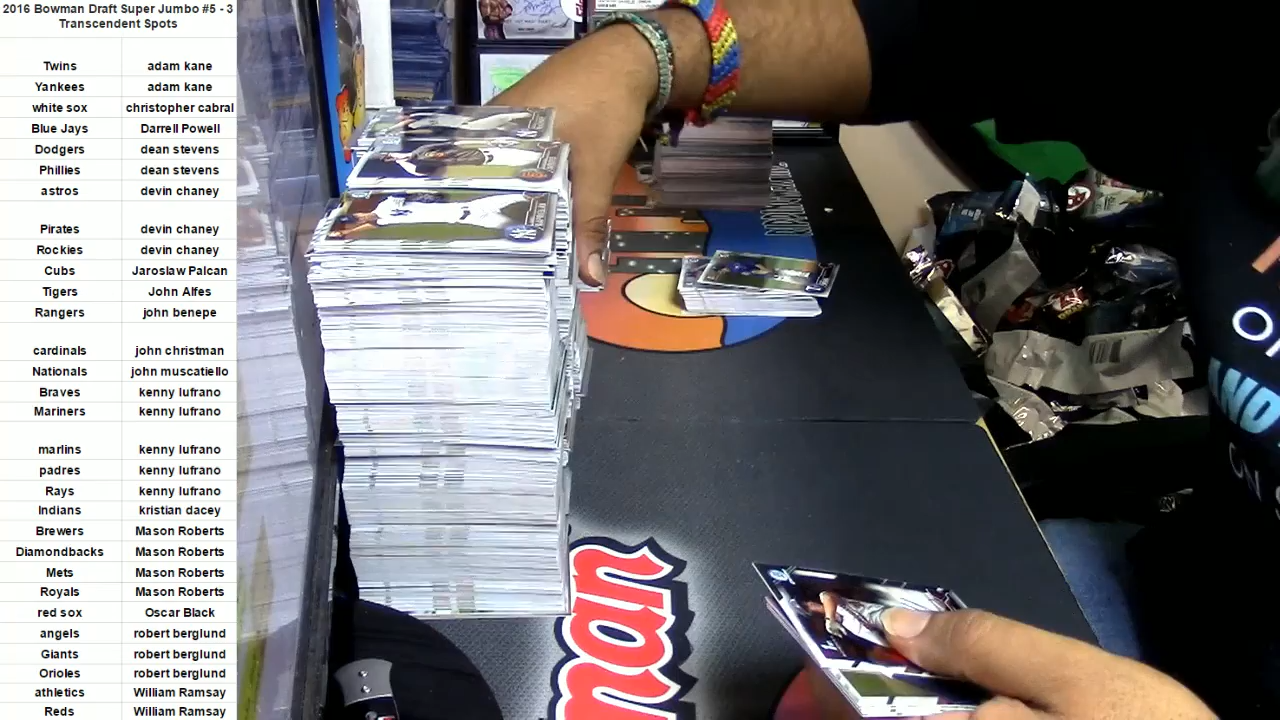 2016 Bowman Draft Super Jumbo #5 - 3
Transcendent Spots
Twins adam kane
Yankees adam kane
white sox christopher cabral
Blue Jays Darrell Powell
Dodgers dean stevens
Phillies dean stevens
astros devin chaney
Pirates devin chaney
Rockies devin chaney
Cubs Jaroslaw Palcan
Tigers John Alfes
Rangers john benepe
cardinals john christman
Nationals john muscatiello
Braves kenny lufrano
Mariners kenny lufrano
marlins kenny lufrano
padres kenny lufrano
Rays kenny lufrano
Indians kristian dacey
Brewers Mason Roberts
Diamondbacks Mason Roberts
Mets Mason Roberts
Royals Mason Roberts
red sox Oscar Black
angels robert berglund
Giants robert berglund
Orioles robert berglund
athletics William Ramsay
Reds William Ramsay